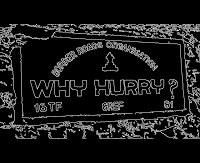 BORDER ROADS ORGANISATION
WHY HURRY?
16 TF GREF 81